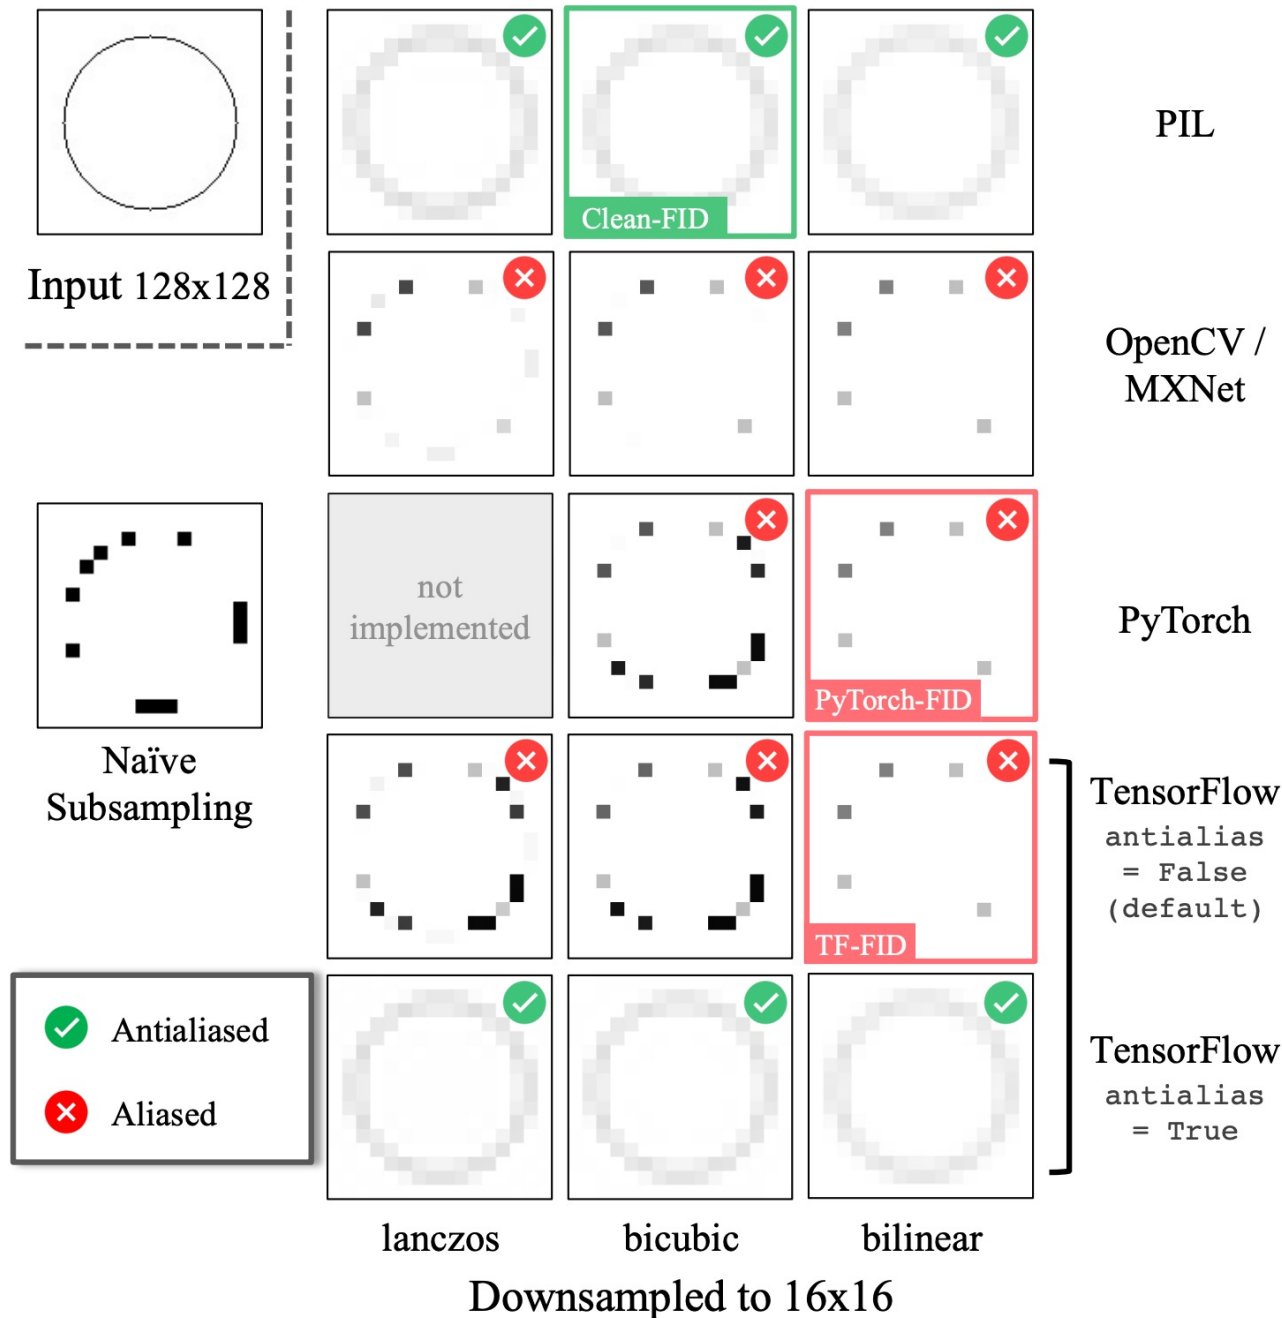 PIL
Clean-FID
Input 128x128
OpenCV /
MXNet
not
implemented
PyTorch
PyTorch-FID
Naïve
Subsampling
TensorFlow
antialias
= False
(default)
TF-FID
Antialiased
Aliased
TensorFlow
antialias
= True
lanczos
bicubic
bilinear
Downsampled to 16x16